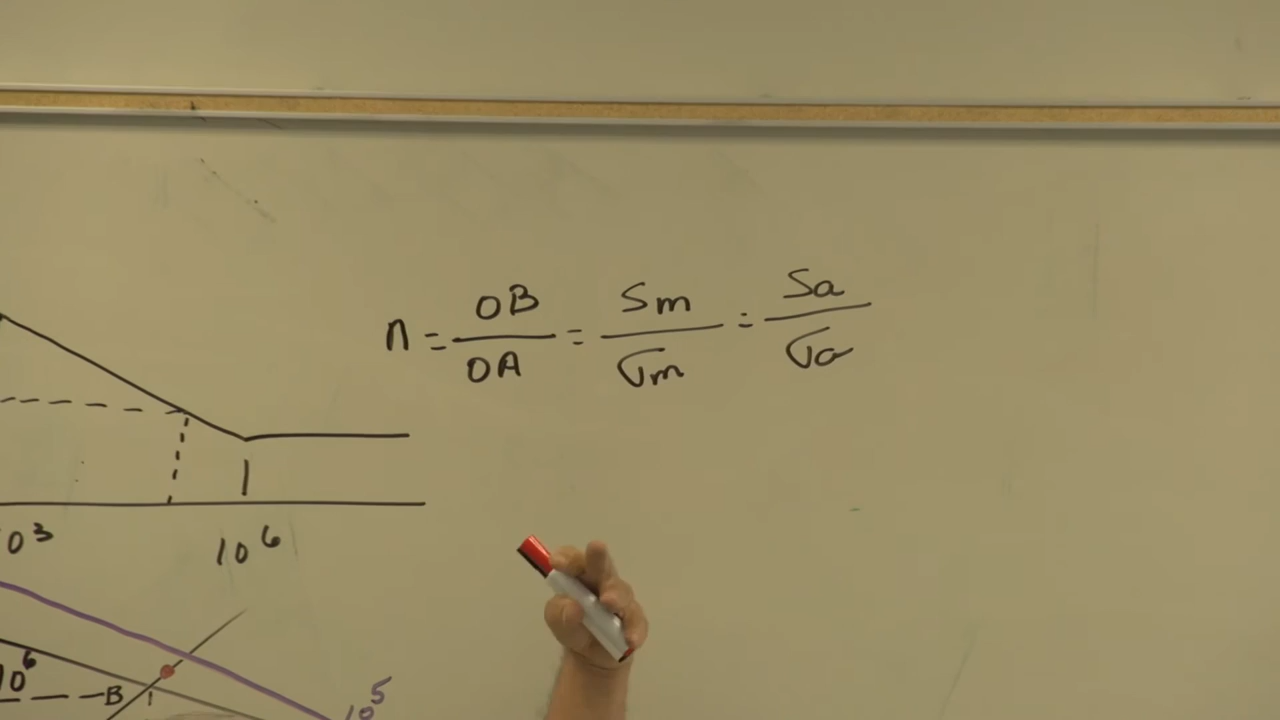 n = OB/OA = Sm/σm = Sa/σa
10³
10⁶
10⁶
B
10⁵